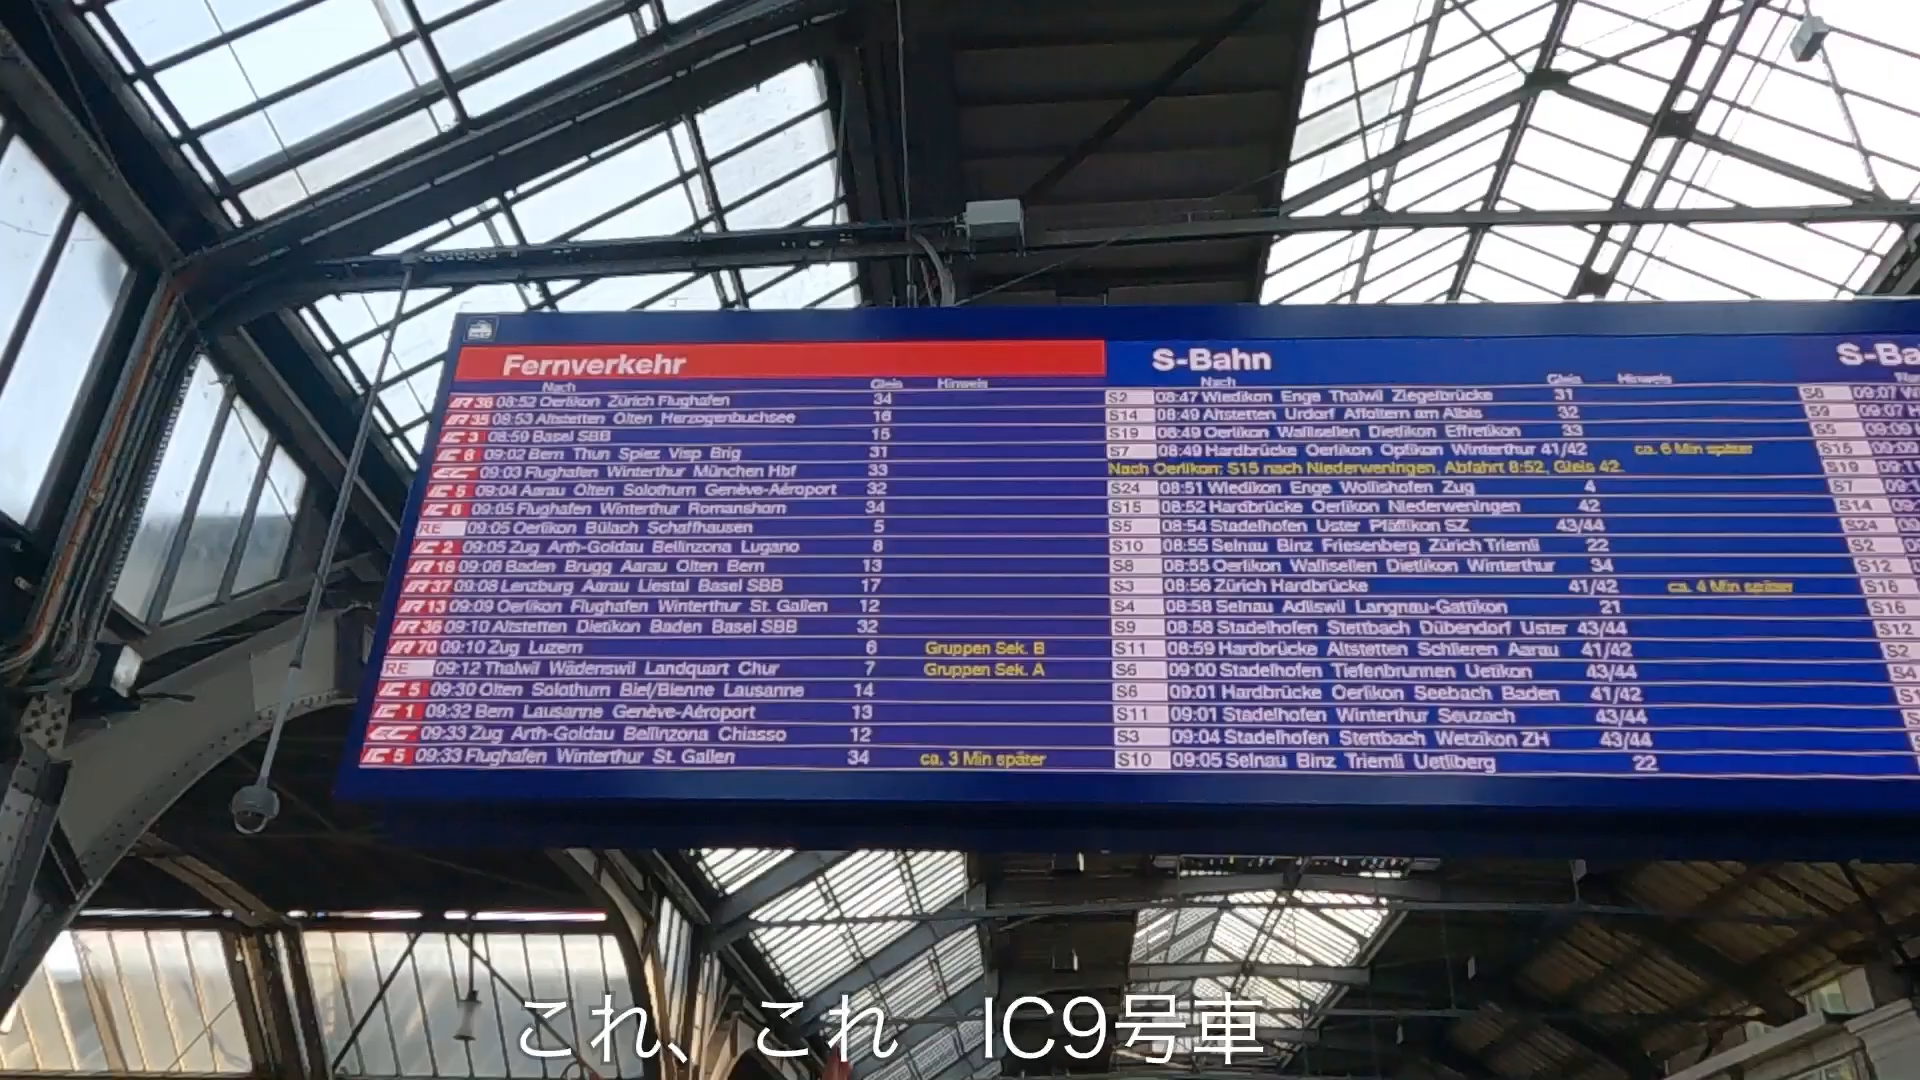 Fernverkehr
Nach Gleis Hinweis
IR 36 08:52 Oerlikon Zürich Flughafen 34
IR 35 08:53 Altstetten Olten Herzogenbuchsee 16
IC 3 08:59 Basel SBB 15
IC 6 09:02 Bern Thun Spiez Visp Brig 31
EC 09:03 Flughafen Winterthur München Hbf 33
IC 5 09:04 Aarau Olten Solothurn Genève-Aéroport 32
IC 8 09:05 Flughafen Winterthur Romanshorn 34
RE 09:05 Oerlikon Bülach Schaffhausen 5
IC 2 09:05 Zug Arth-Goldau Bellinzona Lugano 8
IR 16 09:06 Baden Brugg Aarau Olten Bern 13
IR 37 09:08 Lenzburg Aarau Liestal Basel SBB 17
IR 13 09:09 Oerlikon Flughafen Winterthur St. Gallen 12
IR 36 09:10 Altstetten Dietikon Baden Basel SBB 32
IR 70 09:10 Zug Luzern 6 Gruppen Sek. B
RE 09:12 Thalwil Wädenswil Landquart Chur 7 Gruppen Sek. A
IC 5 09:30 Olten Solothurn Biel/Bienne Lausanne 14
IC 1 09:32 Bern Lausanne Genève-Aéroport 13
EC 09:33 Zug Arth-Goldau Bellinzona Chiasso 12
IC 5 09:33 Flughafen Winterthur St. Gallen 34 ca. 3 Min später
S-Bahn
Nach Gleis Hinweis
S2 08:47 Wiedikon Enge Thalwil Ziegelbrücke 31
S14 08:49 Altstetten Urdorf Affoltern am Albis 32
S19 08:49 Oerlikon Wallisellen Dietlikon Effretikon 33
S7 08:49 Hardbrücke Oerlikon Opfikon Winterthur 41/42 ca. 6 Min später
Nach Oerlikon: S15 nach Niederweningen, Abfahrt 8:52, Gleis 42.
S24 08:51 Wiedikon Enge Wollishofen Zug 4
S15 08:52 Hardbrücke Oerlikon Niederweningen 42
S5 08:54 Stadelhofen Uster Pfäffikon SZ 43/44
S10 08:55 Selnau Binz Friesenberg Zürich Triemli 22
S8 08:55 Oerlikon Wallisellen Dietlikon Winterthur 34
S3 08:56 Zürich Hardbrücke 41/42 ca. 4 Min später
S4 08:58 Selnau Adliswil Langnau-Gattikon 21
S9 08:58 Stadelhofen Stettbach Dübendorf Uster 43/44
S11 08:59 Hardbrücke Altstetten Schlieren Aarau 41/42
S6 09:00 Stadelhofen Tiefenbrunnen Uetikon 43/44
S6 09:01 Hardbrücke Oerlikon Seebach Baden 41/42
S11 09:01 Stadelhofen Winterthur Seuzach 43/44
S3 09:04 Stadelhofen Stettbach Wetzikon ZH 43/44
S10 09:05 Selnau Binz Triemli Uetliberg 22
S-Ba
S8 09:07
S9 09:07
S5 09:09
S15 09:09
S19
S7
S14
S24
S2
S12
S16
S16
S12
S2
S4
これ、これ IC9号車